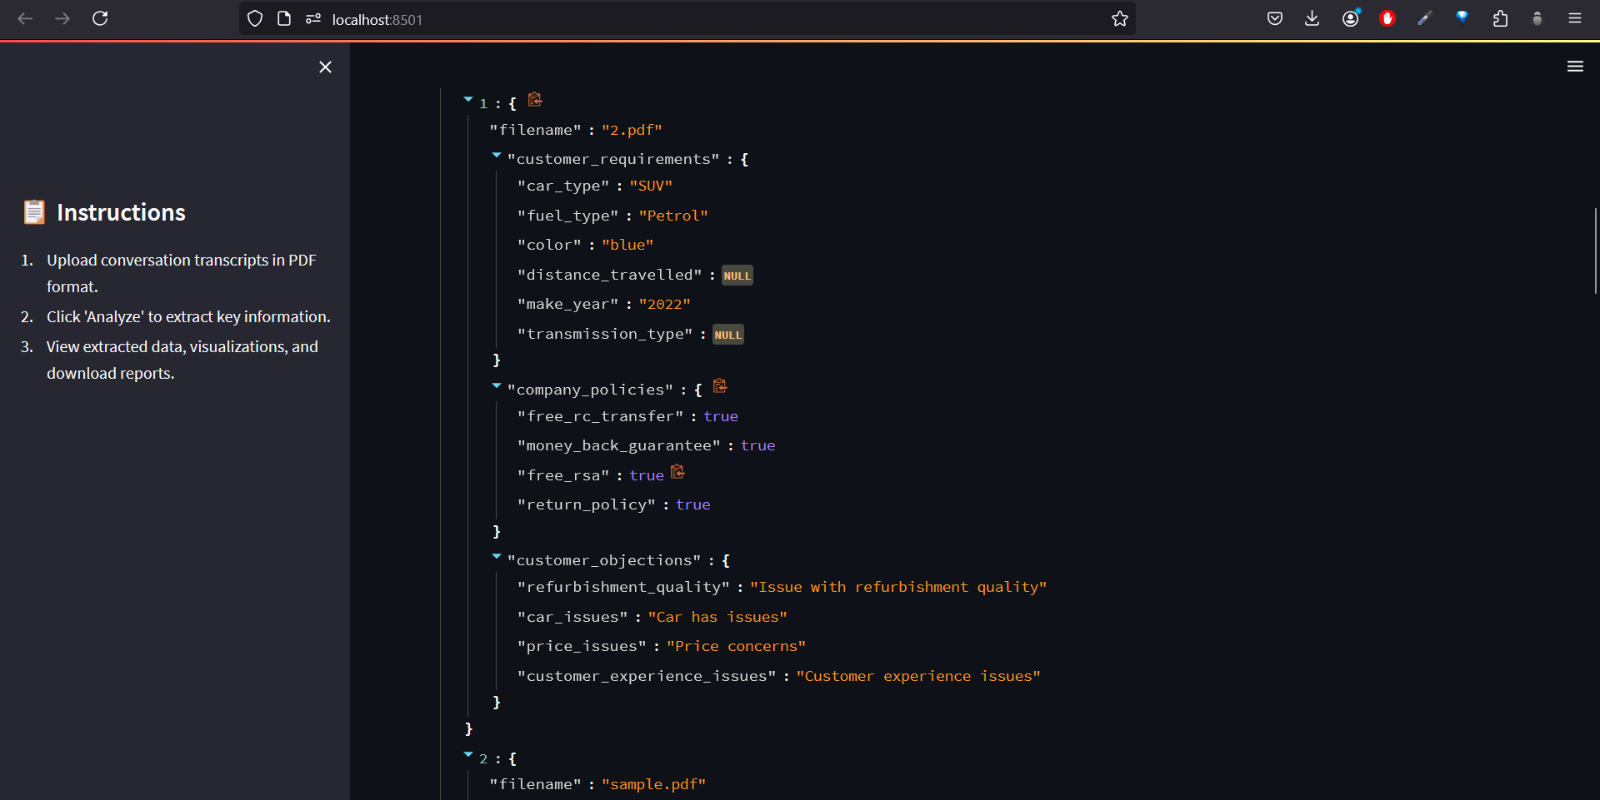 localhost:8501
📋 Instructions
1. Upload conversation transcripts in PDF
format.
2. Click 'Analyze' to extract key information.
3. View extracted data, visualizations, and
download reports.
1 : {
"filename" : "2.pdf"
"customer_requirements" : {
"car_type" : "SUV"
"fuel_type" : "Petrol"
"color" : "blue"
"distance_travelled" : NULL
"make_year" : "2022"
"transmission_type" : NULL
}
"company_policies" : {
"free_rc_transfer" : true
"money_back_guarantee" : true
"free_rsa" : true
"return_policy" : true
}
"customer_objections" : {
"refurbishment_quality" : "Issue with refurbishment quality"
"car_issues" : "Car has issues"
"price_issues" : "Price concerns"
"customer_experience_issues" : "Customer experience issues"
}
}
2 : {
"filename" : "sample.pdf"